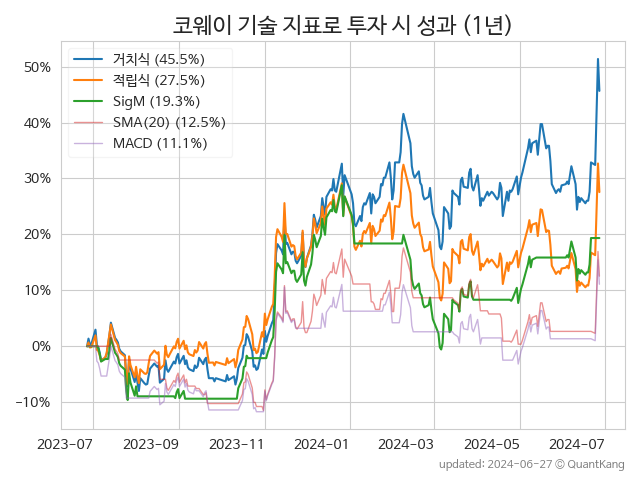 코웨이 기술 지표로 투자 시 성과 (1년)
거치식 (45.5%)
적립식 (27.5%)
SigM (19.3%)
SMA(20) (12.5%)
MACD (11.1%)
50%
40%
30%
20%
10%
0%
−10%
2023−07 2023−09 2023−11 2024−01 2024−03 2024−05 2024−07
updated: 2024-06-27 © QuantKang